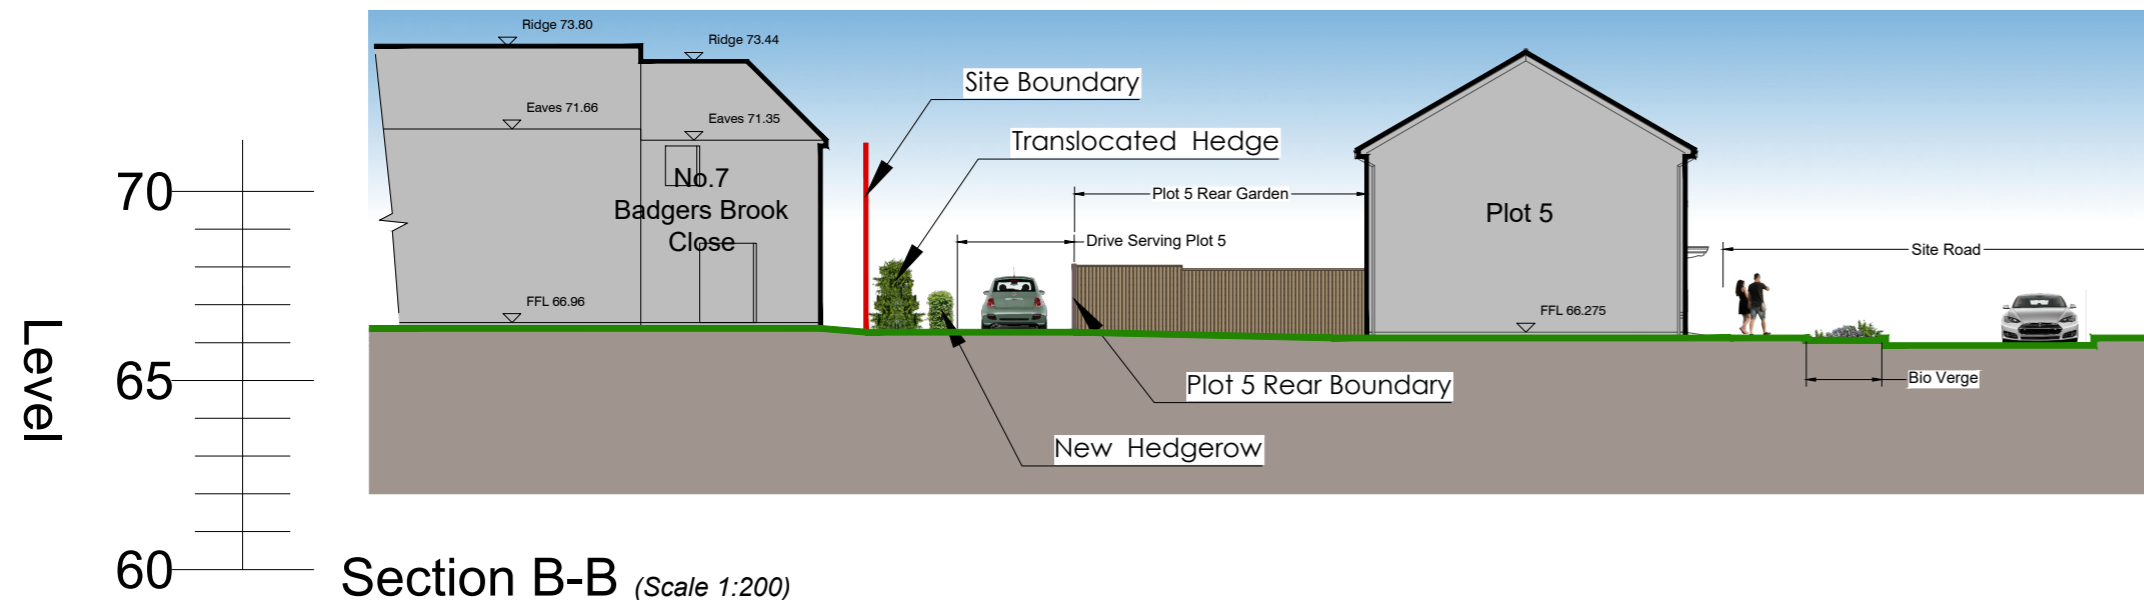 Ridge 73.80
Ridge 73.44
Site Boundary
Eaves 71.66
Eaves 71.35
Translocated Hedge
70
No.7
Badgers Brook
Close
Plot 5 Rear Garden
Plot 5
Drive Serving Plot 5
Site Road
FFL 66.96
FFL 66.275
Level
65
Plot 5 Rear Boundary
Bio Verge
New Hedgerow
60
Section B-B (Scale 1:200)